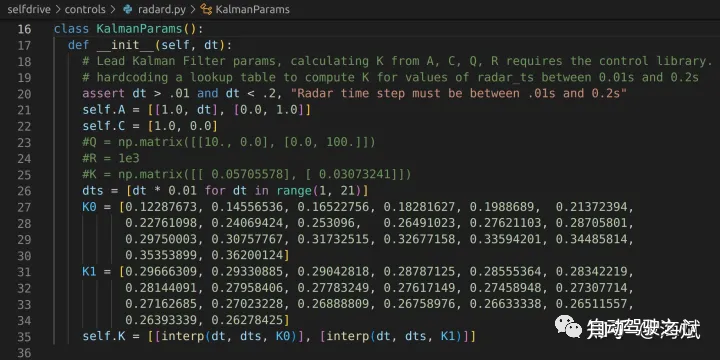 selfdrive > controls > radard.py > KalmanParams
16 class KalmanParams():
17   def __init__(self, dt):
18     # Lead Kalman Filter params, calculating K from A, C, Q, R requires the control library.
19     # hardcoding a lookup table to compute K for values of radar_ts between 0.01s and 0.2s
20     assert dt > .01 and dt < .2, "Radar time step must be between .01s and 0.2s"
21     self.A = [[1.0, dt], [0.0, 1.0]]
22     self.C = [1.0, 0.0]
23     #Q = np.matrix([[10., 0.0], [0.0, 100.]])
24     #R = 1e3
25     #K = np.matrix([[ 0.05705578], [ 0.03073241]])
26     dts = [dt * 0.01 for dt in range(1, 21)]
27     K0 = [0.12287673, 0.14556536, 0.16522756, 0.18281627, 0.1988689,  0.21372394,
28           0.22761098, 0.24069424, 0.253096,   0.26491023, 0.27621103, 0.28705801,
29           0.29750003, 0.30757767, 0.31732515, 0.32677158, 0.33594201, 0.34485814,
30           0.35353899, 0.36200124]
31     K1 = [0.29666309, 0.29330885, 0.29042818, 0.28787125, 0.28555364, 0.28342219,
32           0.28144091, 0.27958406, 0.27783249, 0.27617149, 0.27458948, 0.27307714,
33           0.27162685, 0.27023228, 0.26888809, 0.26758976, 0.26633338, 0.26511557,
34           0.26393339, 0.26278425]
35     self.K = [[interp(dt, dts, K0)], [interp(dt, dts, K1)]]
36